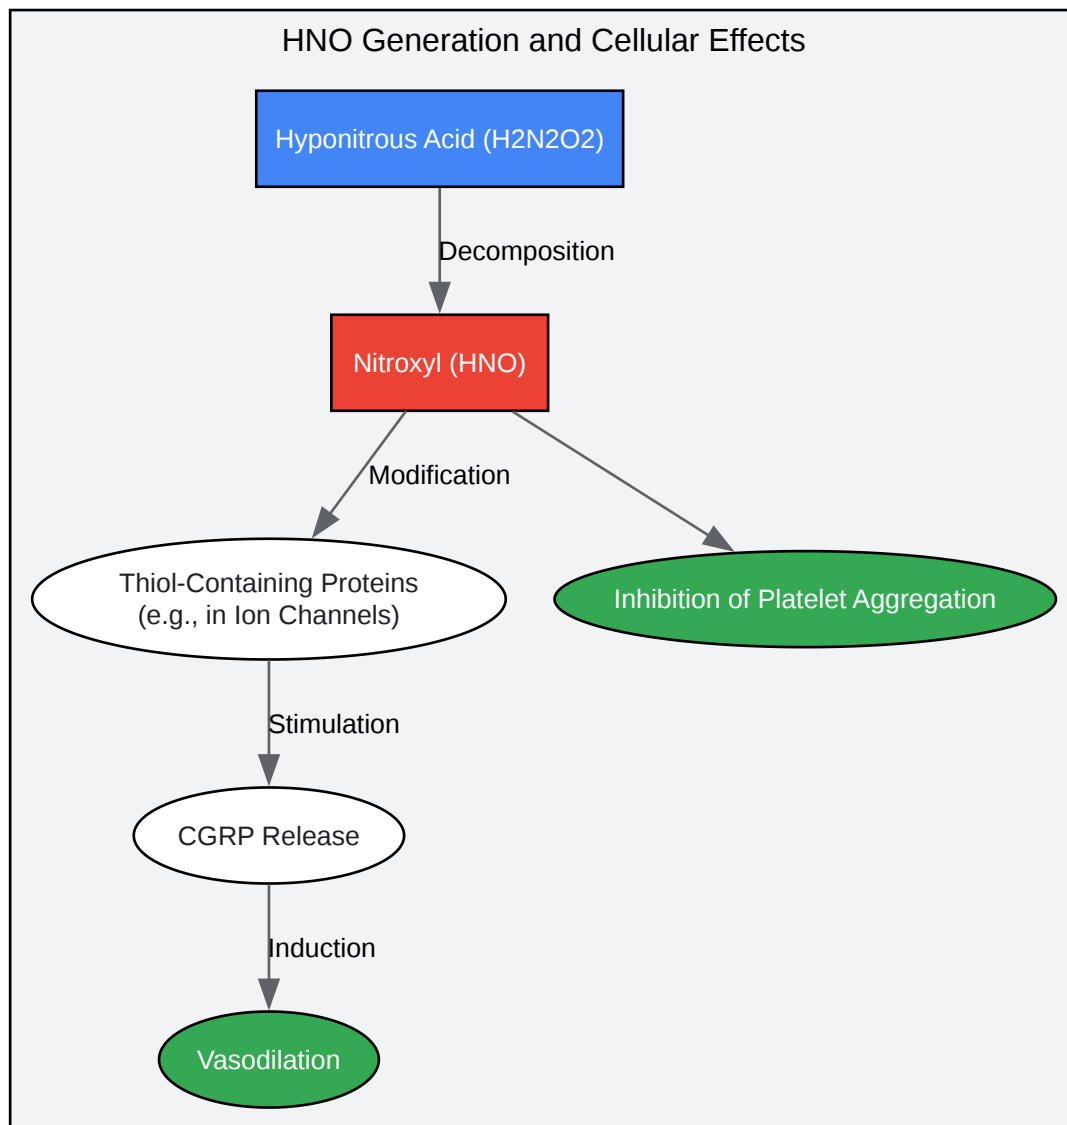 HNO Generation and Cellular Effects
Hyponitrous Acid (H2N2O2)
Decomposition
Nitroxyl (HNO)
Modification
Thiol-Containing Proteins
(e.g., in Ion Channels)
Inhibition of Platelet Aggregation
Stimulation
CGRP Release
Induction
Vasodilation